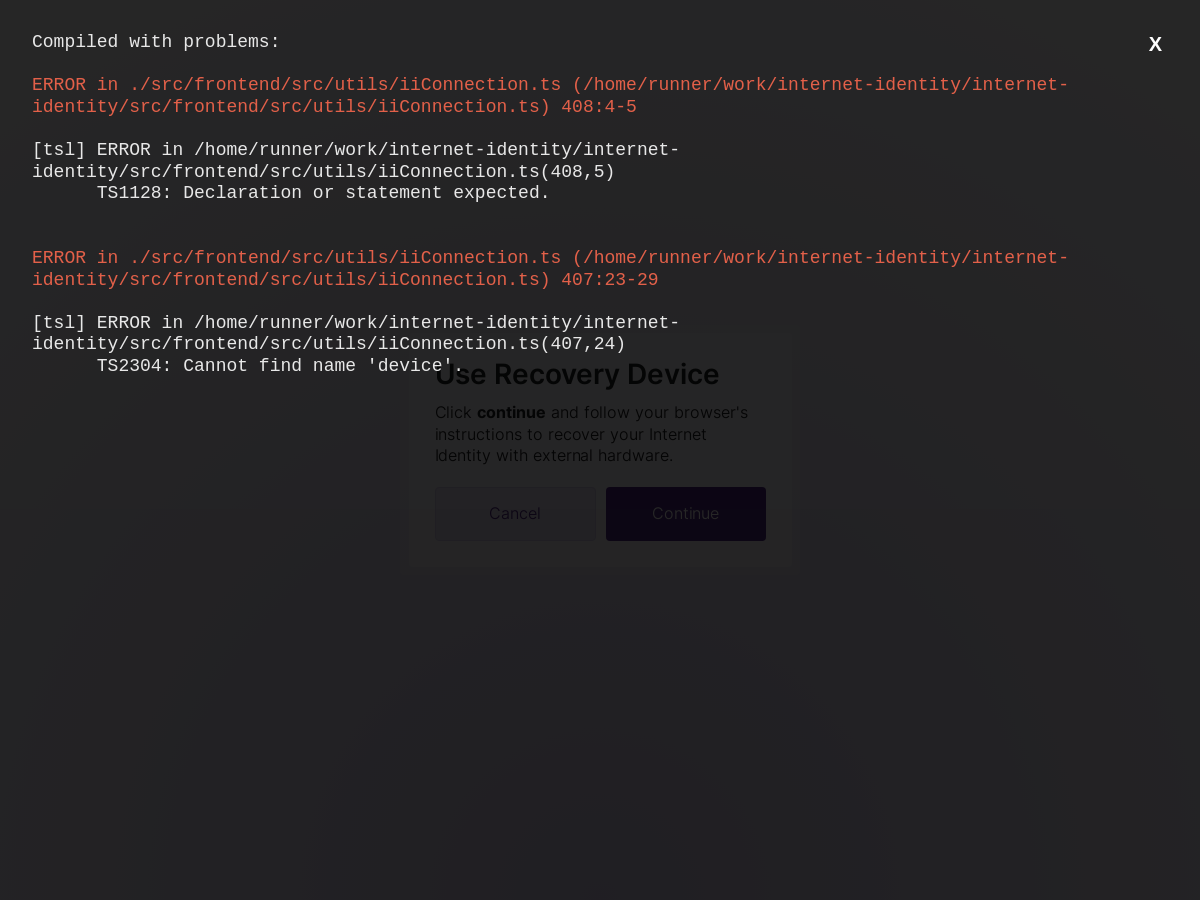 Compiled with problems:
X
ERROR in ./src/frontend/src/utils/iiConnection.ts (/home/runner/work/internet-identity/internet-
identity/src/frontend/src/utils/iiConnection.ts) 408:4-5
[tsl] ERROR in /home/runner/work/internet-identity/internet-
identity/src/frontend/src/utils/iiConnection.ts(408,5)
TS1128: Declaration or statement expected.
ERROR in ./src/frontend/src/utils/iiConnection.ts (/home/runner/work/internet-identity/internet-
identity/src/frontend/src/utils/iiConnection.ts) 407:23-29
[tsl] ERROR in /home/runner/work/internet-identity/internet-
identity/src/frontend/src/utils/iiConnection.ts(407,24)
TS2304: Cannot find name 'device'.
Use Recovery Device
Click continue and follow your browser's
instructions to recover your Internet
Identity with external hardware.
Cancel
Continue